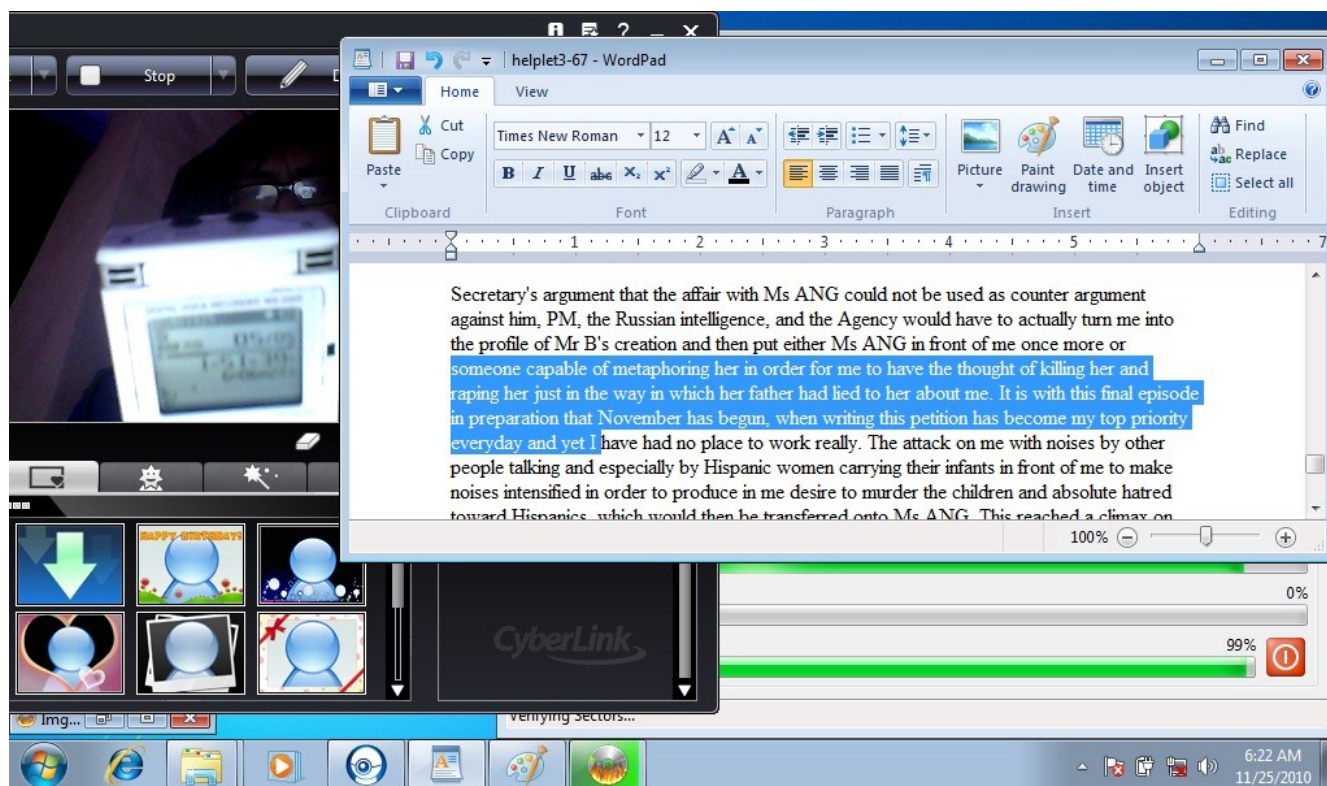 Stop
helplet3-67 - WordPad
Home View
Cut
Copy
Paste
Clipboard
Times New Roman 12
B I U abc X₂ X² A
Font
Paragraph
Picture
Paint drawing
Date and time
Insert object
Insert
Find
Replace
Select all
Editing
1 2 3 4 5 7
Secretary's argument that the affair with Ms ANG could not be used as counter argument
against him, PM, the Russian intelligence, and the Agency would have to actually turn me into
the profile of Mr B's creation and then put either Ms ANG in front of me once more or
someone capable of metaphoring her in order for me to have the thought of killing her and
raping her just in the way in which her father had lied to her about me. It is with this final episode
in preparation that November has begun, when writing this petition has become my top priority
everyday and yet I have had no place to work really. The attack on me with noises by other
people talking and especially by Hispanic women carrying their infants in front of me to make
noises intensified in order to produce in me desire to murder the children and absolute hatred
toward Hispanics, which would then be transferred onto Ms ANG. This reached a climax on
100%
HAPPY BIRTHDAY!
CyberLink
0%
99%
Img...
Verifying Sectors...
6:22 AM
11/25/2010